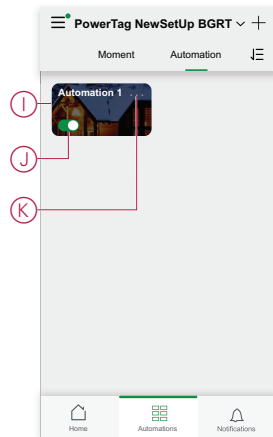 PowerTag NewSetUp BGRT
Moment Automation
I
Automation 1 ...
J
K
Home Automations Notifications